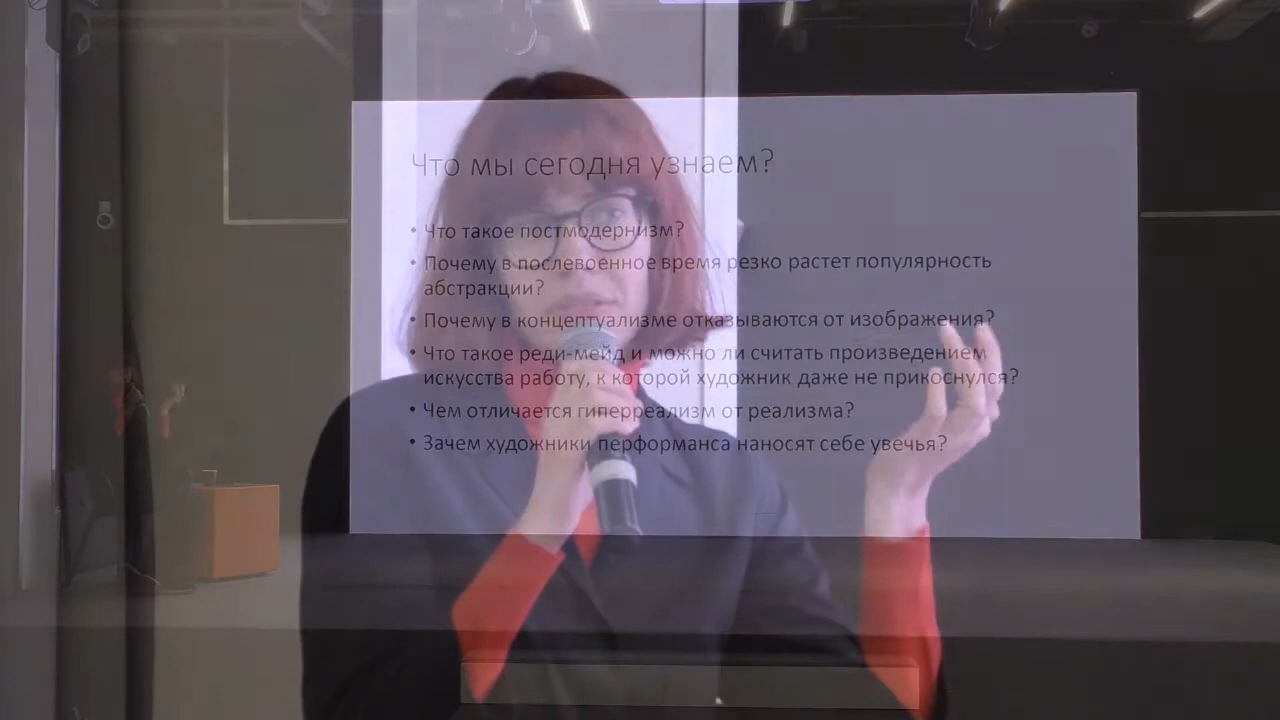 Что мы сегодня узнаем?
• Что такое постмодернизм?
• Почему в послевоенное время резко растет популярность
абстракции?
• Почему в концептуализме отказываются от изображения?
• Что такое реди-мейд и можно ли считать произведением
искусства работу, к которой художник даже не прикоснулся?
• Чем отличается гиперреализм от реализма?
• Зачем художники перформанса наносят себе увечья?